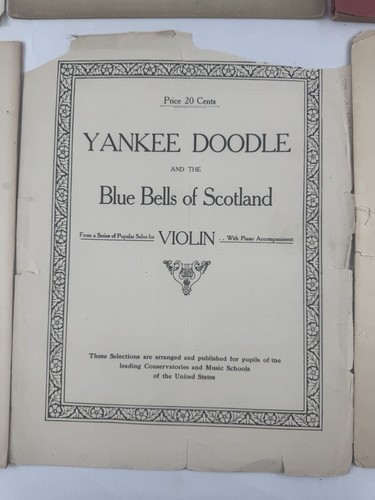 Price 20 Cents
YANKEE DOODLE
AND THE
Blue Bells of Scotland
From a Series of Popular Solos for VIOLIN . . With Piano Accompaniment
These Selections are arranged and published for pupils of the
leading Conservatories and Music Schools
of the United States